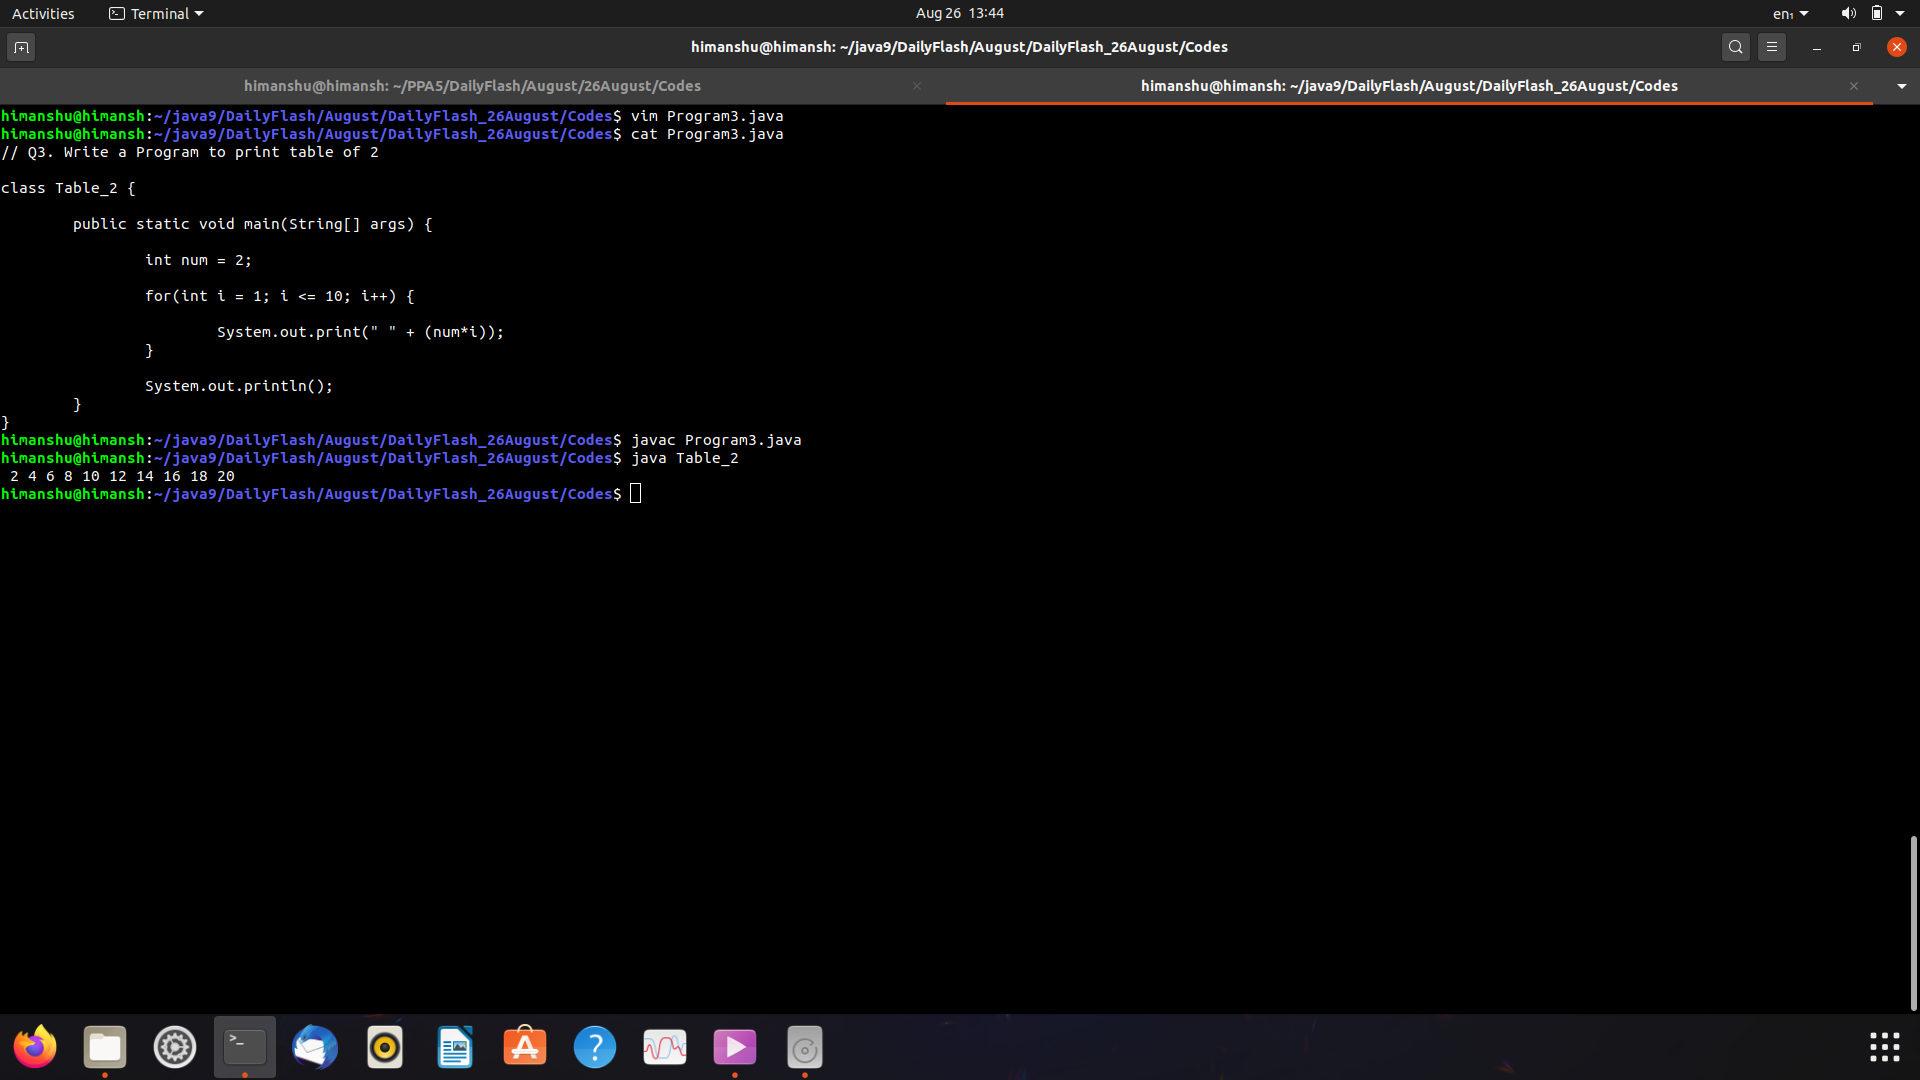 Activities Terminal Aug 26 13:44 en₁
himanshu@himansh: ~/java9/DailyFlash/August/DailyFlash_26August/Codes
himanshu@himansh: ~/PPA5/DailyFlash/August/26August/Codes himanshu@himansh: ~/java9/DailyFlash/August/DailyFlash_26August/Codes
himanshu@himansh:~/java9/DailyFlash/August/DailyFlash_26August/Codes$ vim Program3.java
himanshu@himansh:~/java9/DailyFlash/August/DailyFlash_26August/Codes$ cat Program3.java
// Q3. Write a Program to print table of 2
class Table_2 {
        public static void main(String[] args) {
                int num = 2;
                for(int i = 1; i <= 10; i++) {
                        System.out.print(" " + (num*i));
                }
                System.out.println();
        }
}
himanshu@himansh:~/java9/DailyFlash/August/DailyFlash_26August/Codes$ javac Program3.java
himanshu@himansh:~/java9/DailyFlash/August/DailyFlash_26August/Codes$ java Table_2
 2 4 6 8 10 12 14 16 18 20
himanshu@himansh:~/java9/DailyFlash/August/DailyFlash_26August/Codes$